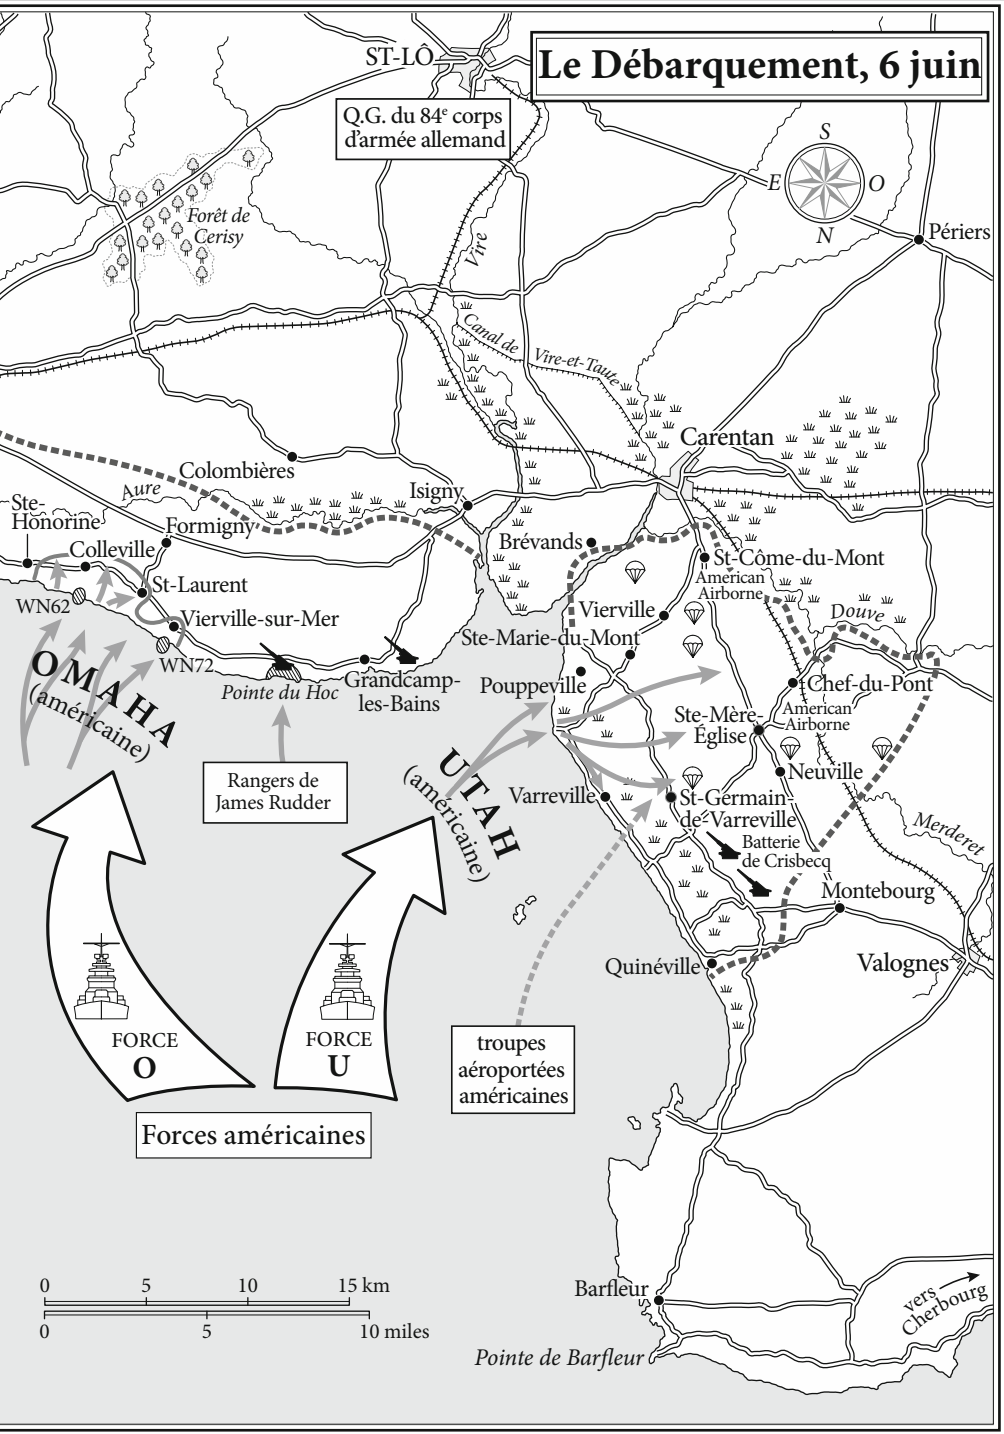 ST-LÔ
Le Débarquement, 6 juin
Q.G. du 84e corps
d'armée allemand
S
E
O
N
Forêt de
Cerisy
Vire
Périers
Canal de
Vire-et-Taute
Carentan
Colombières
Aure
Isigny
Ste-
Honorine
Formigny
Brévands
Colleville
St-Côme-du-Mont
American
Airborne
St-Laurent
WN62
Vierville
Douve
Vierville-sur-Mer
Ste-Marie-du-Mont
WN72
OMAHA
(américaine)
Pointe du Hoc
Grandcamp-
les-Bains
Pouppeville
Chef-du-Pont
American
Airborne
Ste-Mère-
Église
Rangers de
James Rudder
UTAH
(américaine)
Neuville
Varreville
St-Germain-
de-Varreville
Merderet
Batterie
de Crisbecq
Montebourg
Quinéville
Valognes
FORCE
O
FORCE
U
troupes
aéroportées
américaines
Forces américaines
0 5 10 15 km
0 5 10 miles
Barfleur
vers
Cherbourg
Pointe de Barfleur